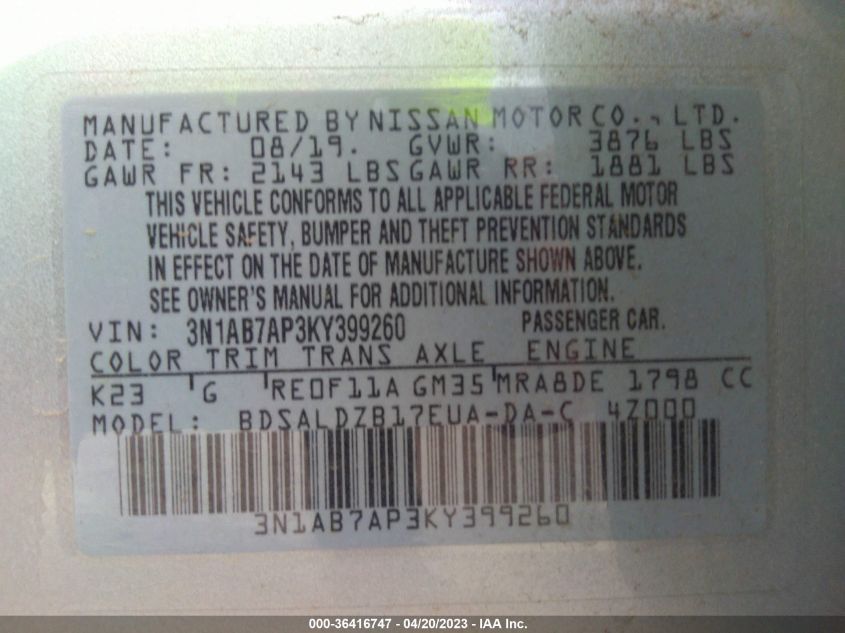 MANUFACTURED BY NISSAN MOTOR CO., LTD.
DATE: 08/19. GVWR: 3876 LBS
GAWR FR: 2143 LBS GAWR RR: 1881 LBS
THIS VEHICLE CONFORMS TO ALL APPLICABLE FEDERAL MOTOR
VEHICLE SAFETY, BUMPER AND THEFT PREVENTION STANDARDS
IN EFFECT ON THE DATE OF MANUFACTURE SHOWN ABOVE.
SEE OWNER'S MANUAL FOR ADDITIONAL INFORMATION.
VIN: 3N1AB7AP3KY399260 PASSENGER CAR.
COLOR TRIM TRANS AXLE ENGINE
K23 G RE0F11A GM35 MRA8DE 1798 CC
MODEL: BDSALDZB17EUA-DA-C 4Z000
3N1AB7AP3KY399260
000-36416747 - 04/20/2023 - IAA Inc.